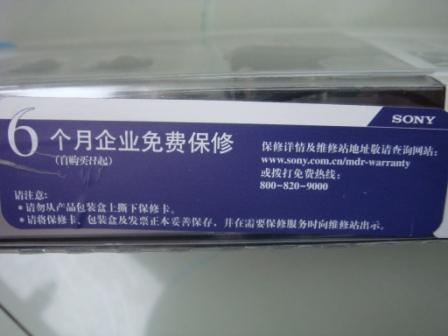 SONY
6个月企业免费保修
(自购买日起)
保修详情及维修站地址敬请查询网站:
www.sony.com.cn/mdr-warranty
或拨打免费热线:
800-820-9000
请注意:
•请勿从产品包装盒上撕下保修卡。
•请将保修卡、包装盒及发票正本妥善保存,并在需要保修服务时向维修站出示。